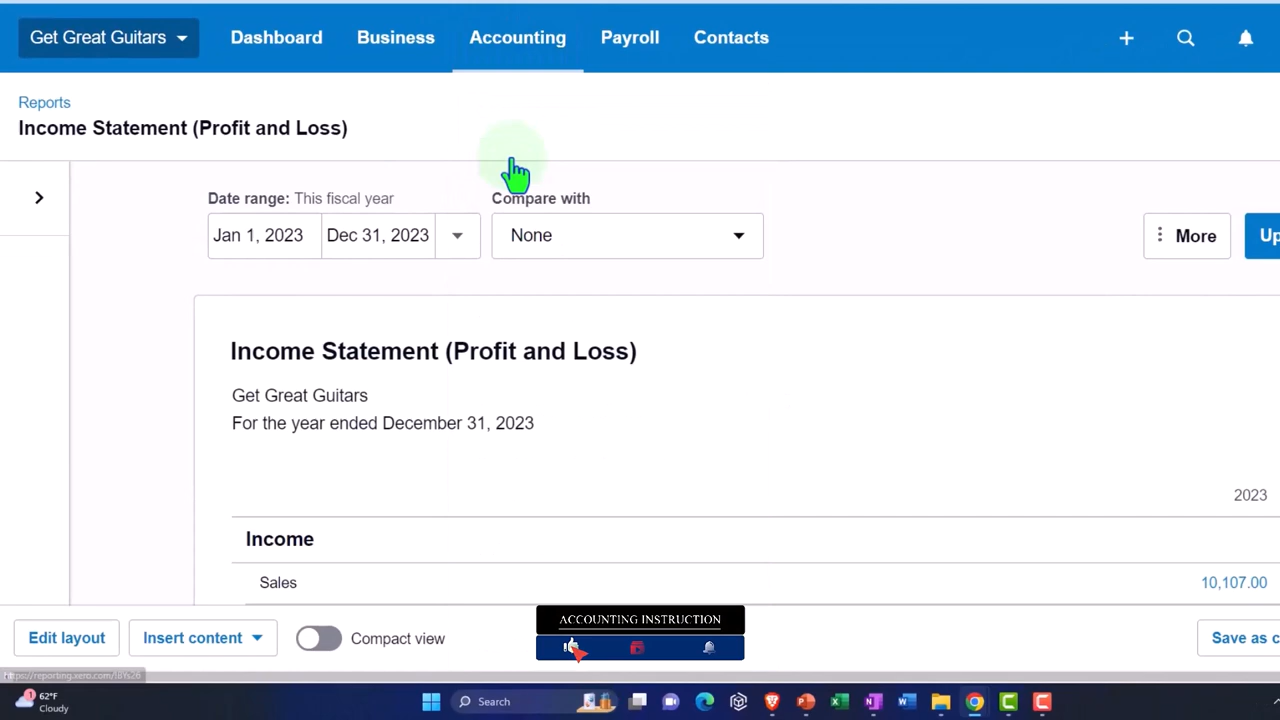 Get Great Guitars Dashboard Business Accounting Payroll Contacts
Reports
Income Statement (Profit and Loss)
Date range: This fiscal year Compare with
Jan 1, 2023 Dec 31, 2023 None More Up
Income Statement (Profit and Loss)
Get Great Guitars
For the year ended December 31, 2023
2023
Income
Sales 10,107.00
Edit layout Insert content Compact view Save as c
ACCOUNTING INSTRUCTION
1 62°F Search
Cloudy